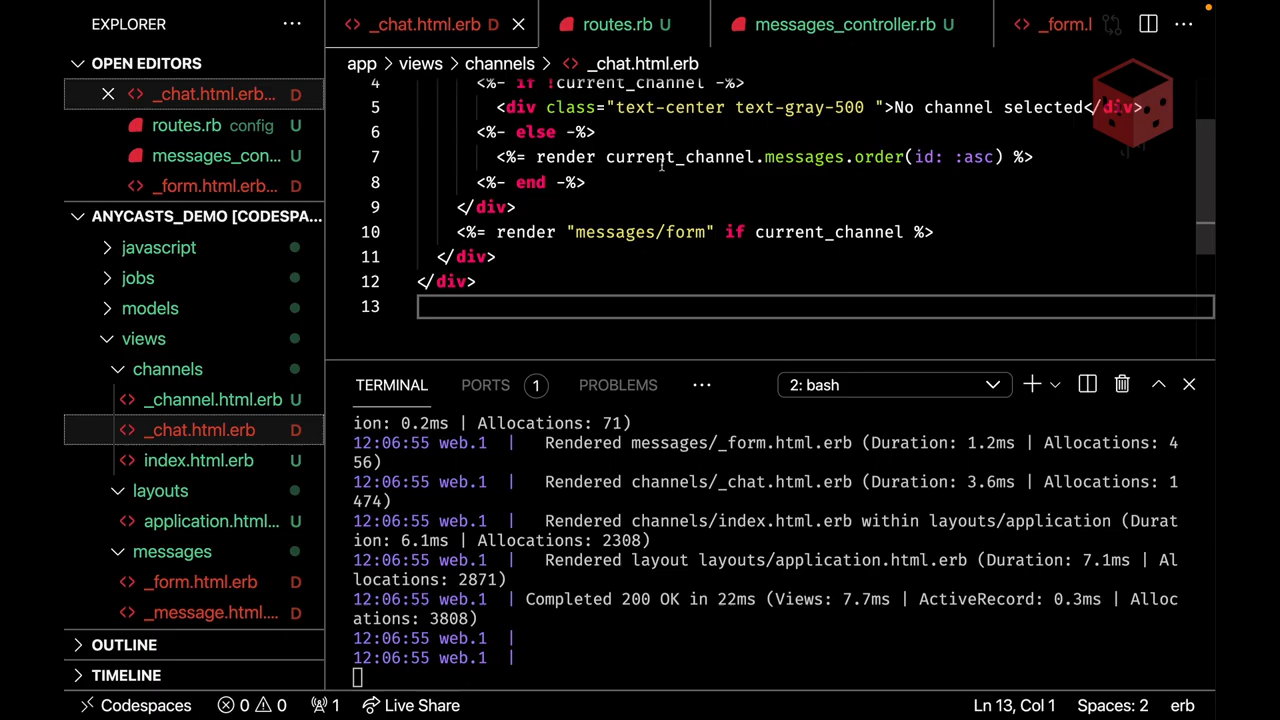 EXPLORER
OPEN EDITORS
_chat.html.erb... D
routes.rb config U
messages_con... U
_form.html.erb... D
ANYCASTS_DEMO [CODESPA...
javascript
jobs
models
views
channels
_channel.html.erb U
_chat.html.erb D
index.html.erb U
layouts
application.html... U
messages
_form.html.erb D
_message.html.... D
OUTLINE
TIMELINE
_chat.html.erb D
routes.rb U
messages_controller.rb U
_form.l
app > views > channels > _chat.html.erb
4 <%- if !current_channel -%>
5 <div class="text-center text-gray-500 ">No channel selected</div>
6 <%- else -%>
7 <%= render current_channel.messages.order(id: :asc) %>
8 <%- end -%>
9 </div>
10 <%= render "messages/form" if current_channel %>
11 </div>
12 </div>
13
TERMINAL PORTS 1 PROBLEMS ... 2: bash
ion: 0.2ms | Allocations: 71)
12:06:55 web.1 | Rendered messages/_form.html.erb (Duration: 1.2ms | Allocations: 4
56)
12:06:55 web.1 | Rendered channels/_chat.html.erb (Duration: 3.6ms | Allocations: 1
474)
12:06:55 web.1 | Rendered channels/index.html.erb within layouts/application (Durat
ion: 6.1ms | Allocations: 2308)
12:06:55 web.1 | Rendered layout layouts/application.html.erb (Duration: 7.1ms | Al
locations: 2871)
12:06:55 web.1 | Completed 200 OK in 22ms (Views: 7.7ms | ActiveRecord: 0.3ms | Alloc
ations: 3808)
12:06:55 web.1 |
12:06:55 web.1 |
Codespaces 0 0 1 Live Share Ln 13, Col 1 Spaces: 2 erb